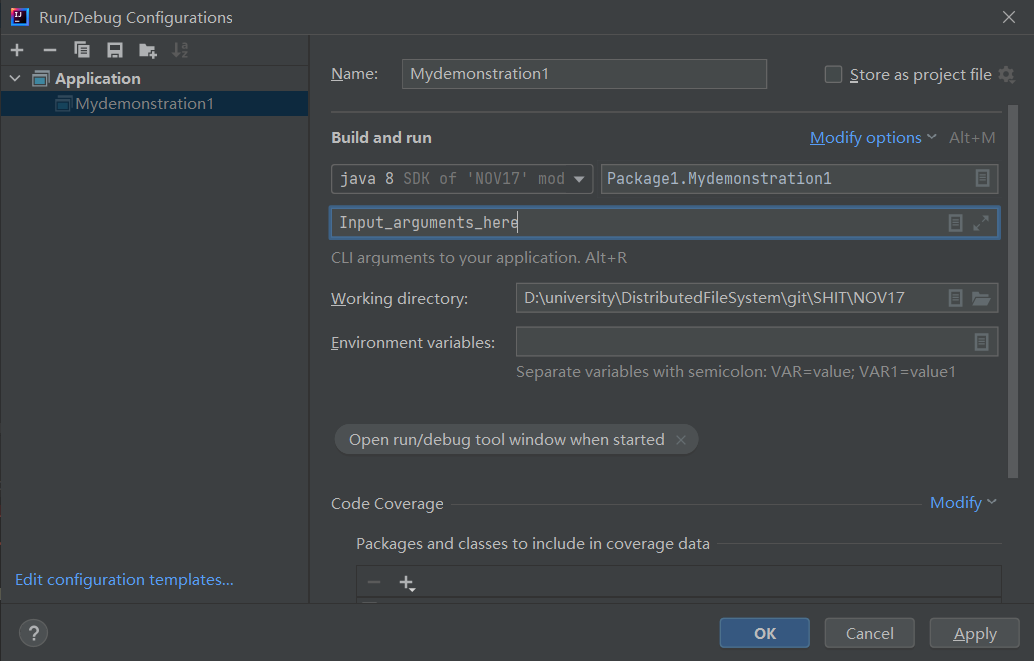 Run/Debug Configurations
Application
Mydemonstration1
Edit configuration templates...
Name: Mydemonstration1 Store as project file
Build and run Modify options Alt+M
java 8 SDK of 'NOV17' mod Package1.Mydemonstration1
Input_arguments_here
CLI arguments to your application. Alt+R
Working directory: D:\university\DistributedFileSystem\git\SHIT\NOV17
Environment variables:
Separate variables with semicolon: VAR=value; VAR1=value1
Open run/debug tool window when started
Code Coverage Modify
Packages and classes to include in coverage data
? OK Cancel Apply